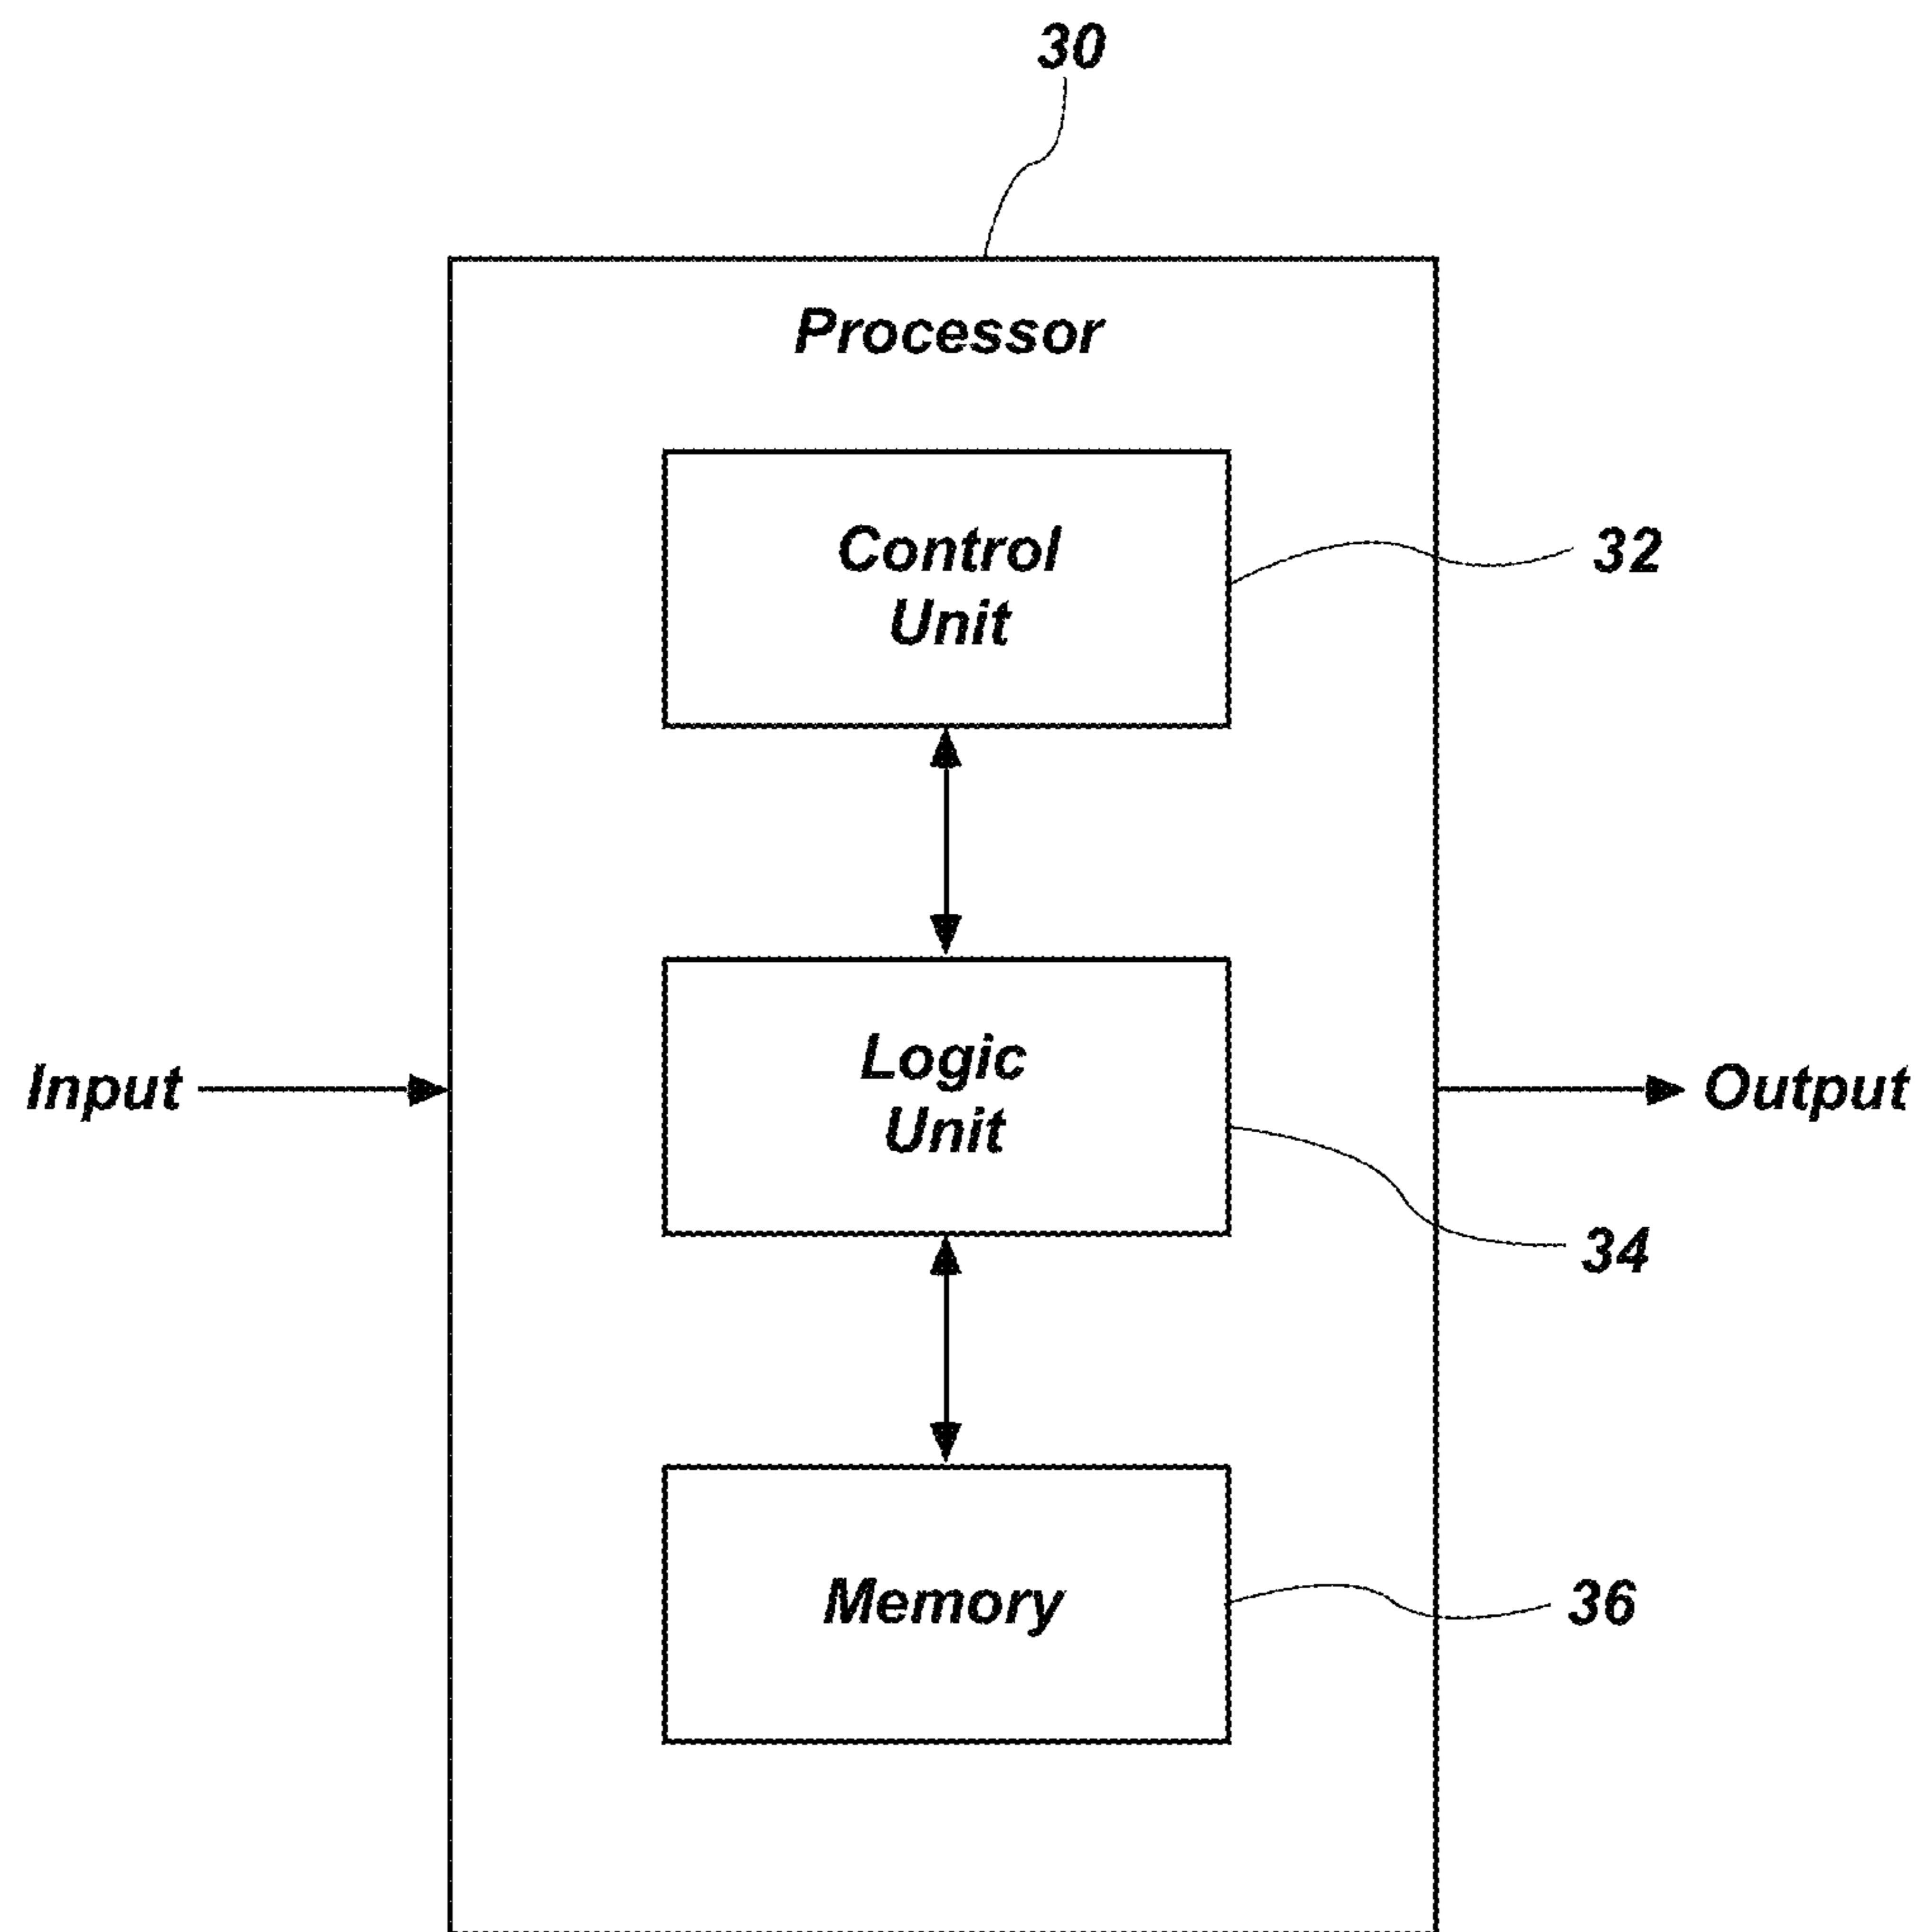 30
Processor
Control
Unit
32
Logic
Unit
Input
Output
34
Memory
36